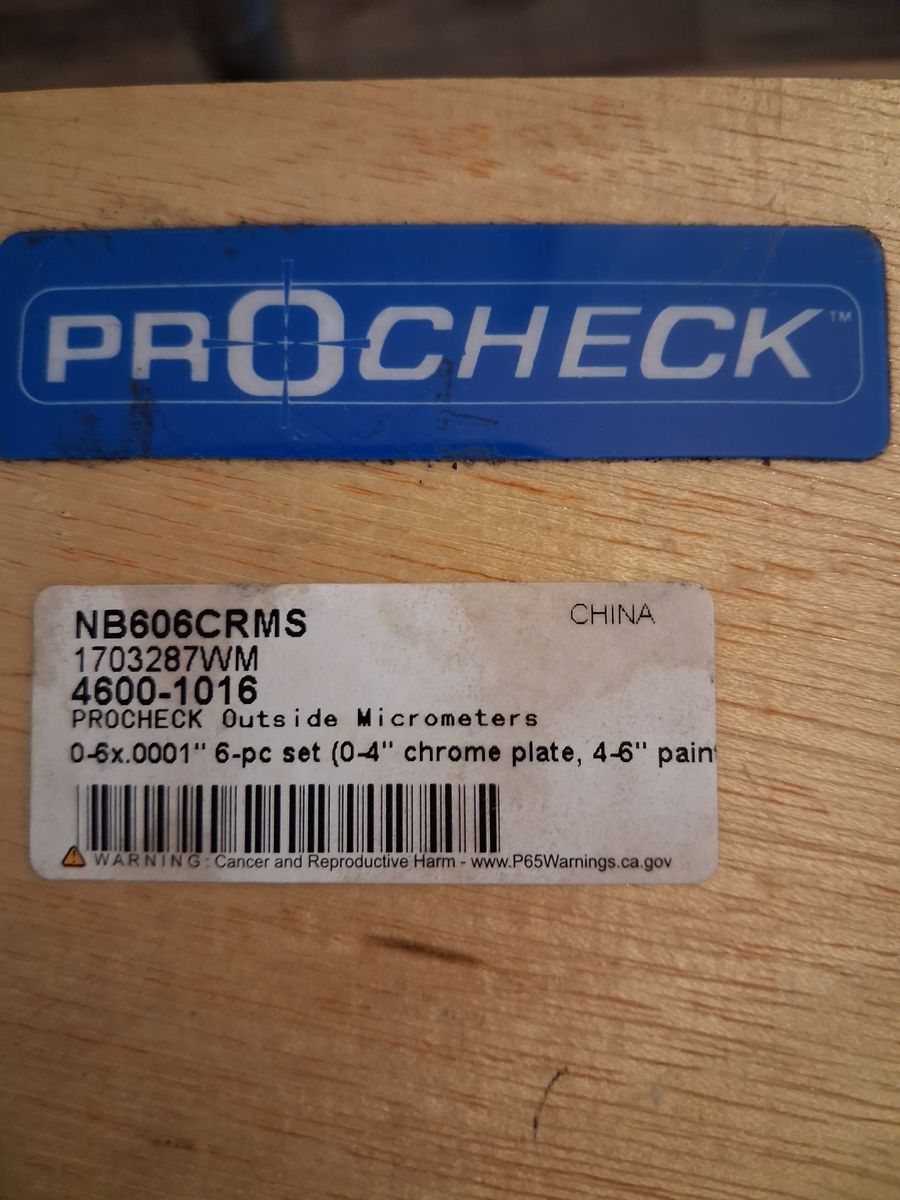 PROCHECK™
NB606CRMS
CHINA
1703287WM
4600-1016
PROCHECK Outside Micrometers
0-6x.0001" 6-pc set (0-4" chrome plate, 4-6" pain
WARNING: Cancer and Reproductive Harm - www.P65Warnings.ca.gov